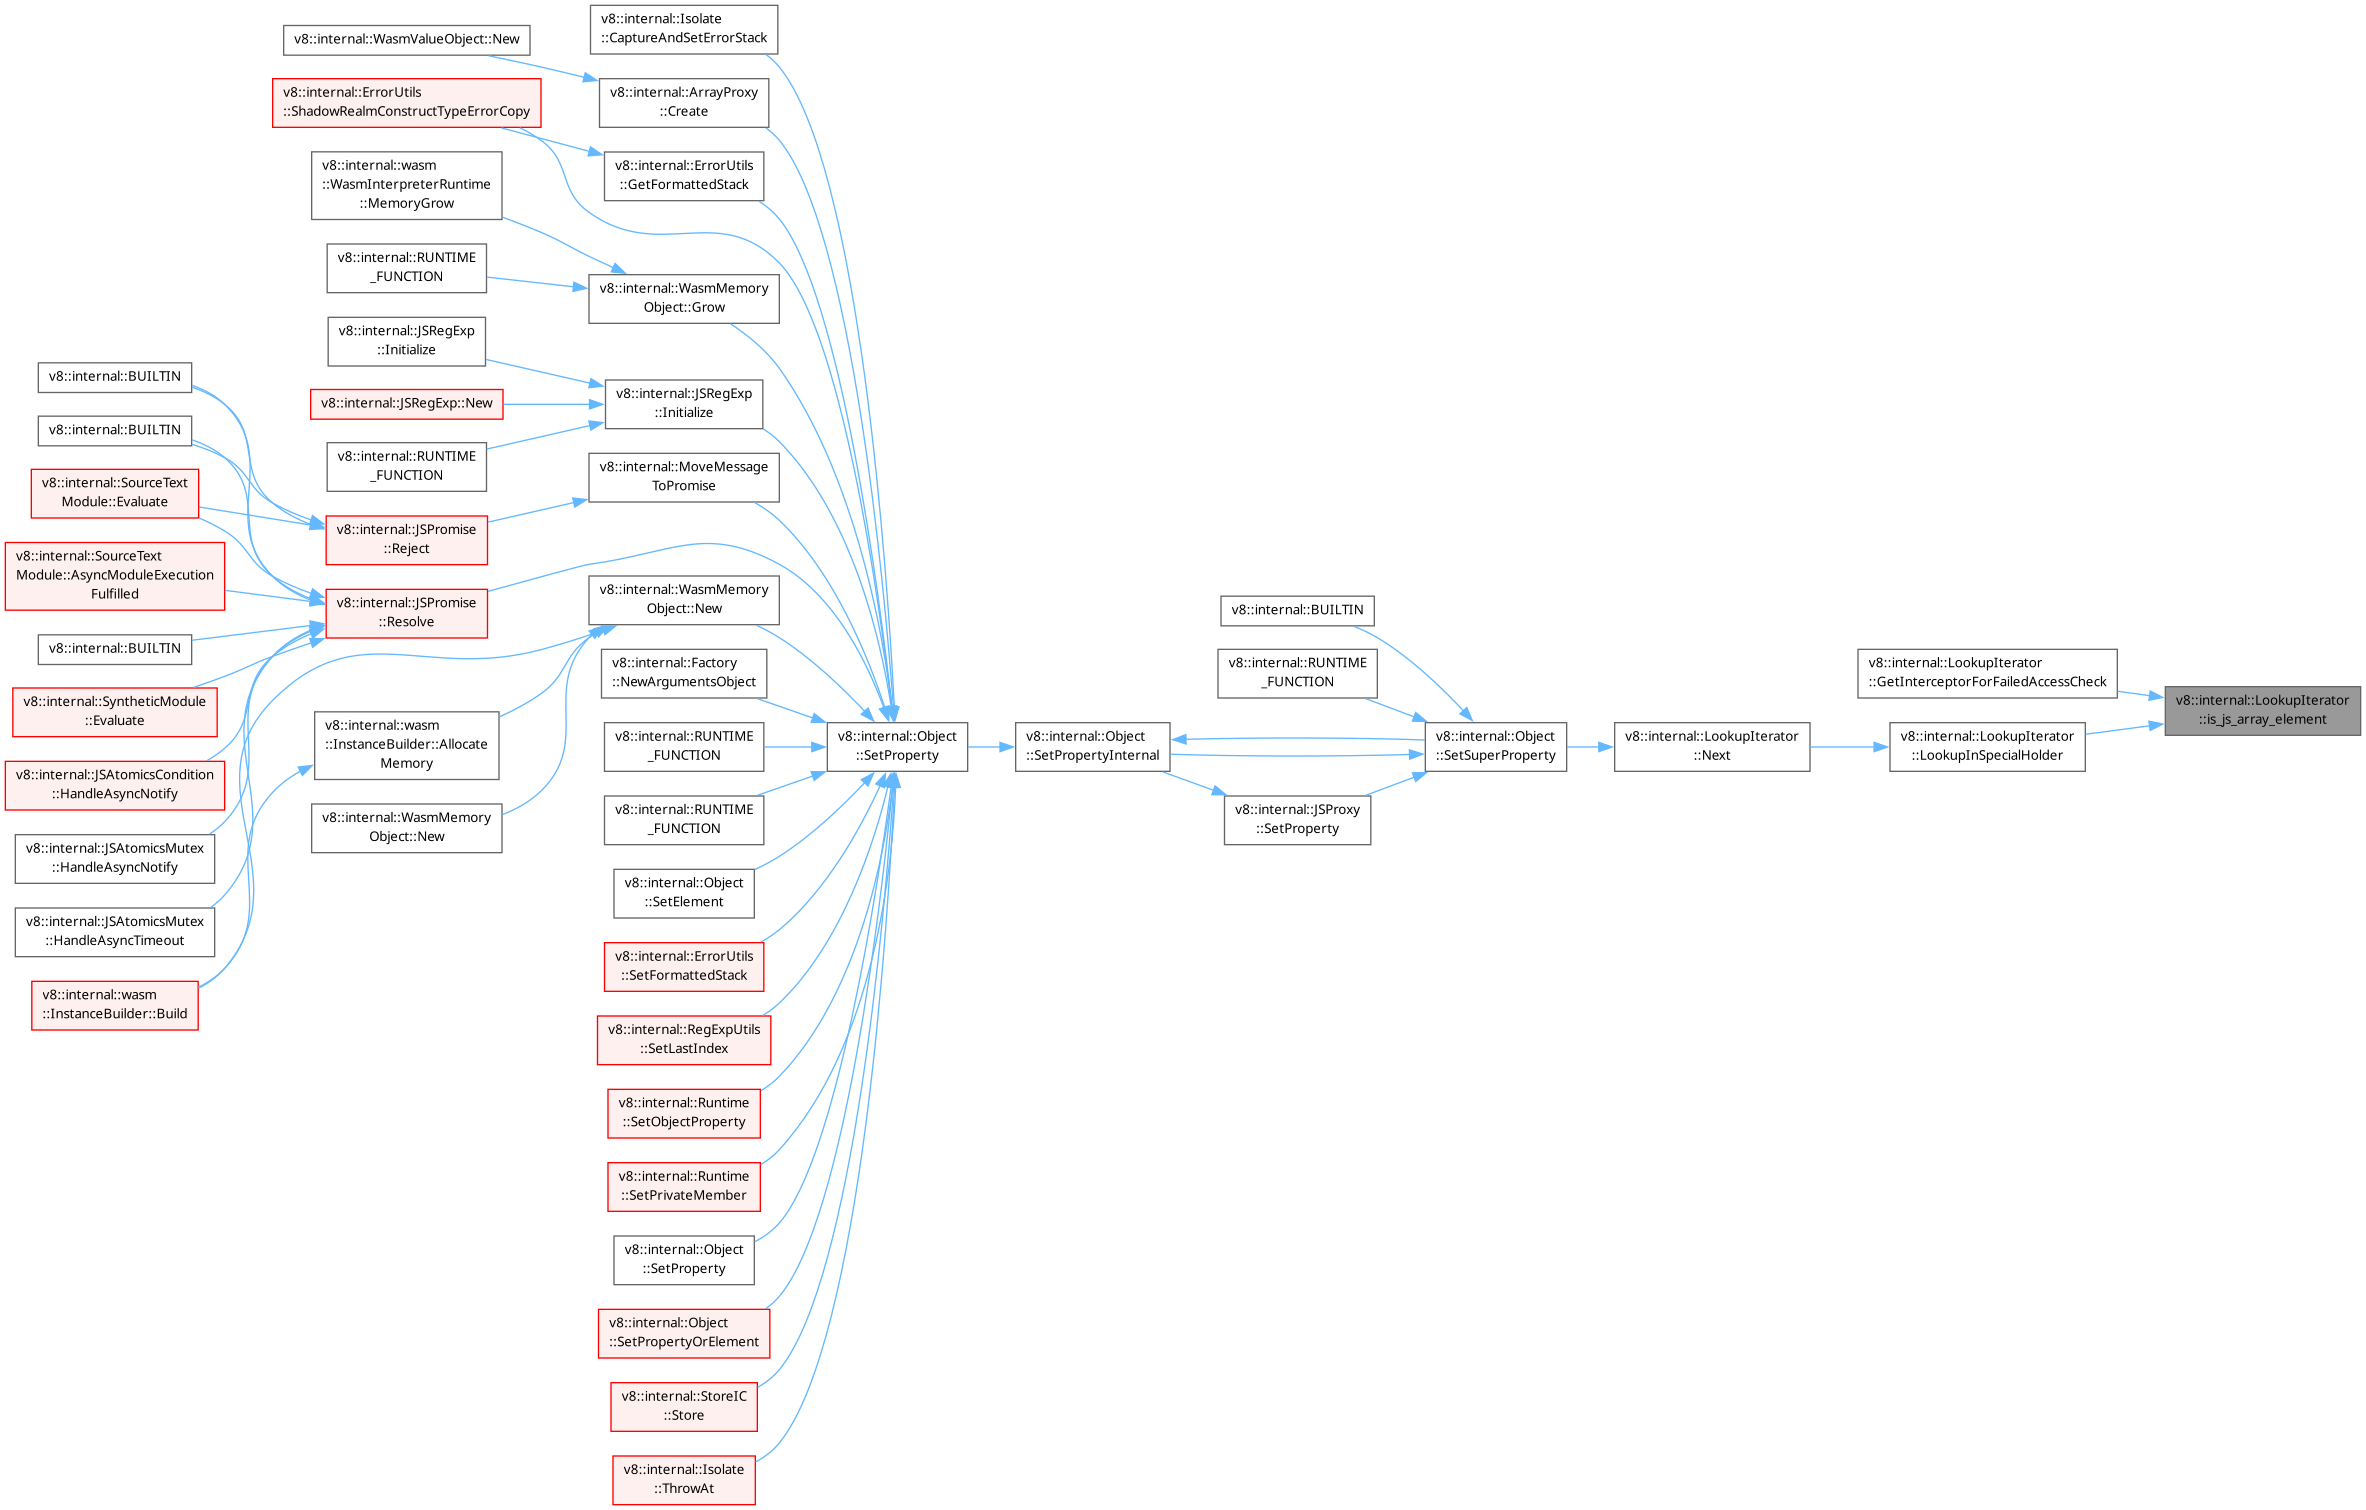 v8::internal::BUILTIN
v8::internal::BUILTIN
v8::internal::SourceText
Module::Evaluate
v8::internal::SourceText
Module::AsyncModuleExecution
Fulfilled
v8::internal::BUILTIN
v8::internal::SyntheticModule
::Evaluate
v8::internal::JSAtomicsCondition
::HandleAsyncNotify
v8::internal::JSAtomicsMutex
::HandleAsyncNotify
v8::internal::JSAtomicsMutex
::HandleAsyncTimeout
v8::internal::wasm
::InstanceBuilder::Build
v8::internal::WasmValueObject::New
v8::internal::ErrorUtils
::ShadowRealmConstructTypeErrorCopy
v8::internal::wasm
::WasmInterpreterRuntime
::MemoryGrow
v8::internal::RUNTIME
_FUNCTION
v8::internal::JSRegExp
::Initialize
v8::internal::JSRegExp::New
v8::internal::RUNTIME
_FUNCTION
v8::internal::JSPromise
::Reject
v8::internal::JSPromise
::Resolve
v8::internal::wasm
::InstanceBuilder::Allocate
Memory
v8::internal::WasmMemory
Object::New
v8::internal::Isolate
::CaptureAndSetErrorStack
v8::internal::ArrayProxy
::Create
v8::internal::ErrorUtils
::GetFormattedStack
v8::internal::WasmMemory
Object::Grow
v8::internal::JSRegExp
::Initialize
v8::internal::MoveMessage
ToPromise
v8::internal::WasmMemory
Object::New
v8::internal::Factory
::NewArgumentsObject
v8::internal::RUNTIME
_FUNCTION
v8::internal::RUNTIME
_FUNCTION
v8::internal::Object
::SetElement
v8::internal::ErrorUtils
::SetFormattedStack
v8::internal::RegExpUtils
::SetLastIndex
v8::internal::Runtime
::SetObjectProperty
v8::internal::Runtime
::SetPrivateMember
v8::internal::Object
::SetProperty
v8::internal::Object
::SetPropertyOrElement
v8::internal::StoreIC
::Store
v8::internal::Isolate
::ThrowAt
v8::internal::Object
::SetProperty
v8::internal::Object
::SetPropertyInternal
v8::internal::BUILTIN
v8::internal::RUNTIME
_FUNCTION
v8::internal::JSProxy
::SetProperty
v8::internal::Object
::SetSuperProperty
v8::internal::LookupIterator
::Next
v8::internal::LookupIterator
::GetInterceptorForFailedAccessCheck
v8::internal::LookupIterator
::LookupInSpecialHolder
v8::internal::LookupIterator
::is_js_array_element